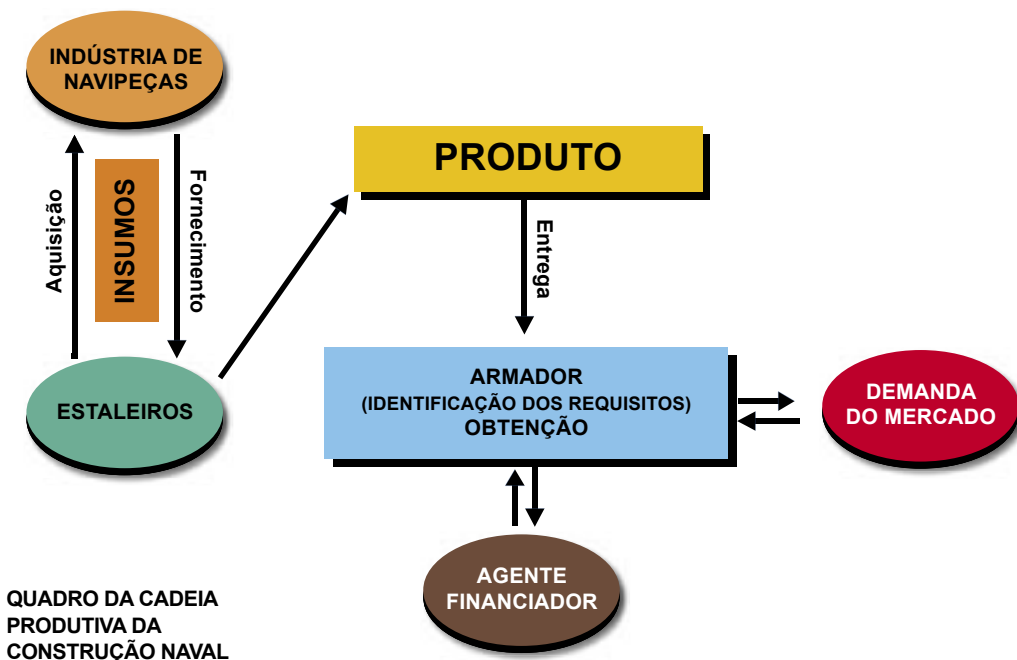 INDÚSTRIA DE
NAVIPEÇAS
Aquisição
INSUMOS
Fornecimento
ESTALEIROS
PRODUTO
Entrega
ARMADOR
(IDENTIFICAÇÃO DOS REQUISITOS)
OBTENÇÃO
DEMANDA
DO MERCADO
AGENTE
FINANCIADOR
QUADRO DA CADEIA
PRODUTIVA DA
CONSTRUÇÃO NAVAL